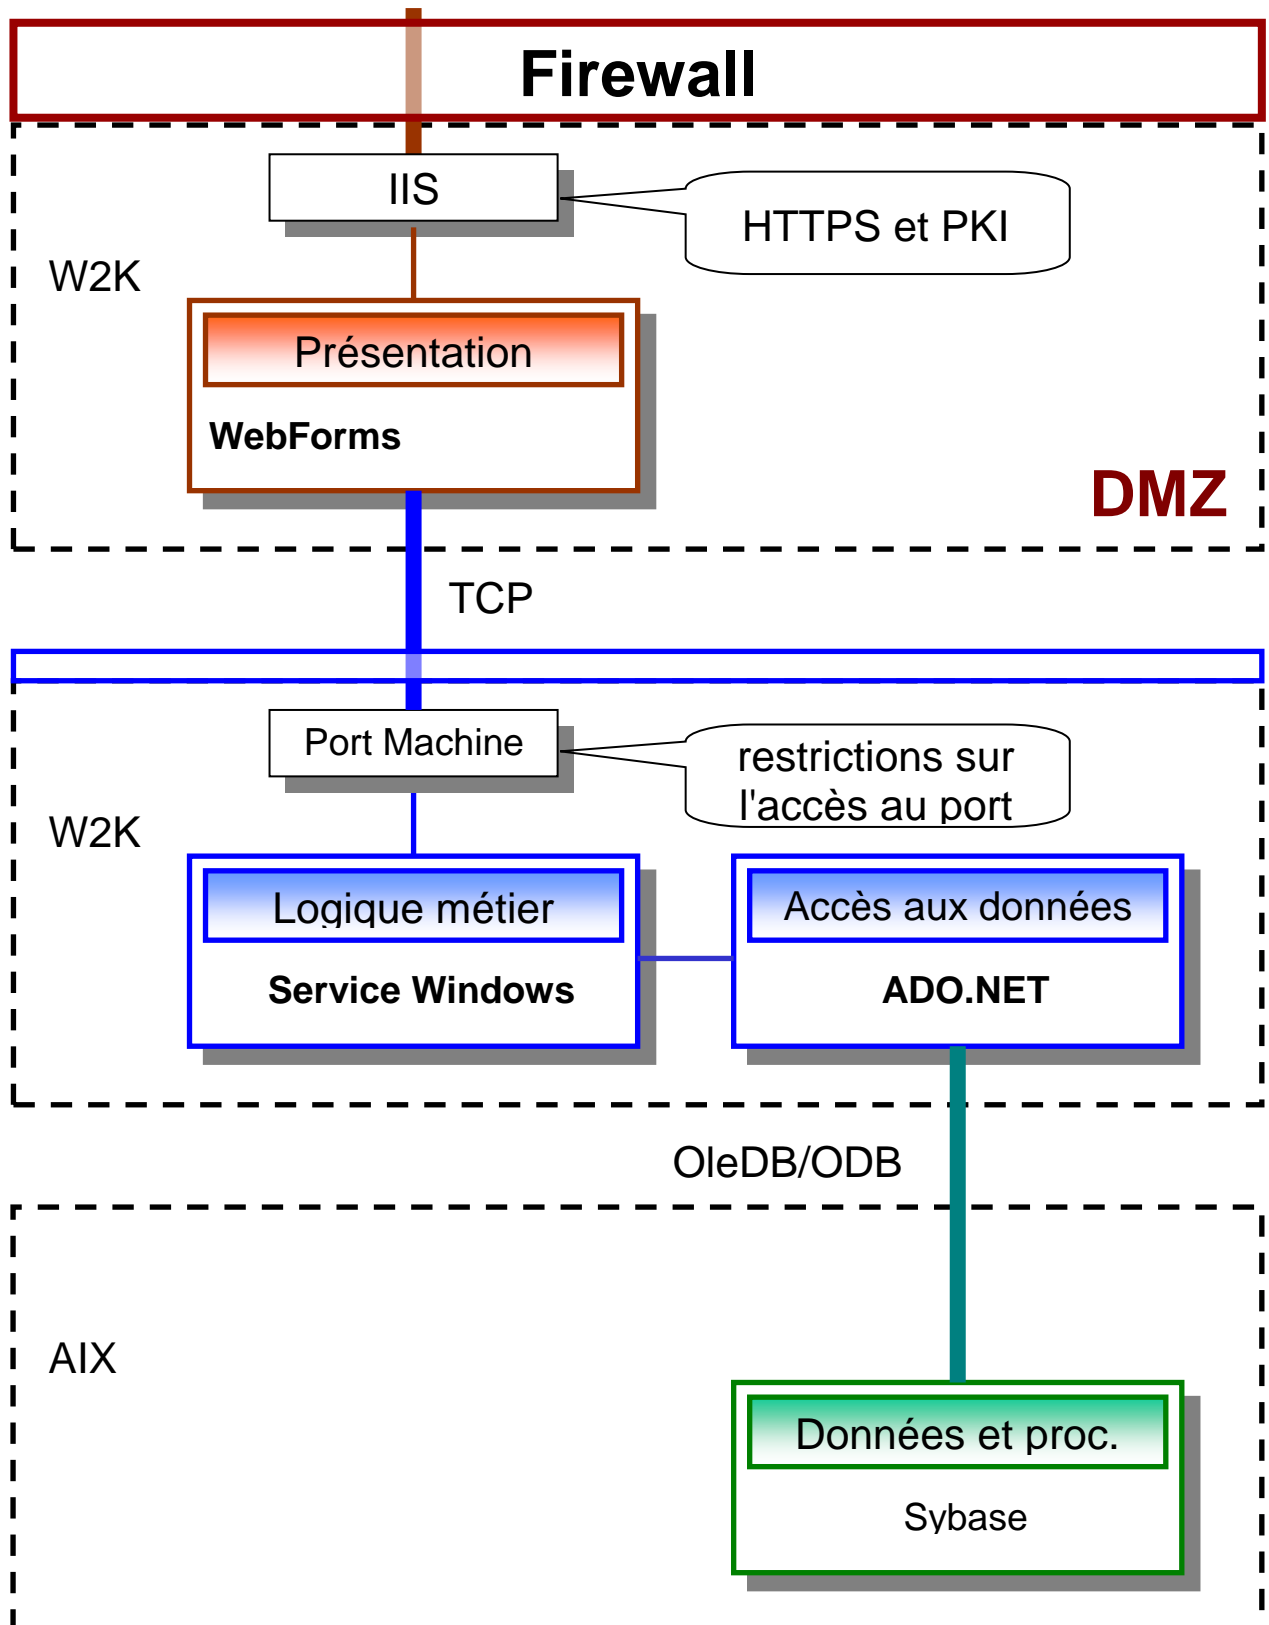 Firewall
IIS
HTTPS et PKI
W2K
Présentation
WebForms
DMZ
TCP
Port Machine
restrictions sur
l'accès au port
W2K
Logique métier
Accès aux données
Service Windows
ADO.NET
OleDB/ODB
AIX
Données et proc.
Sybase